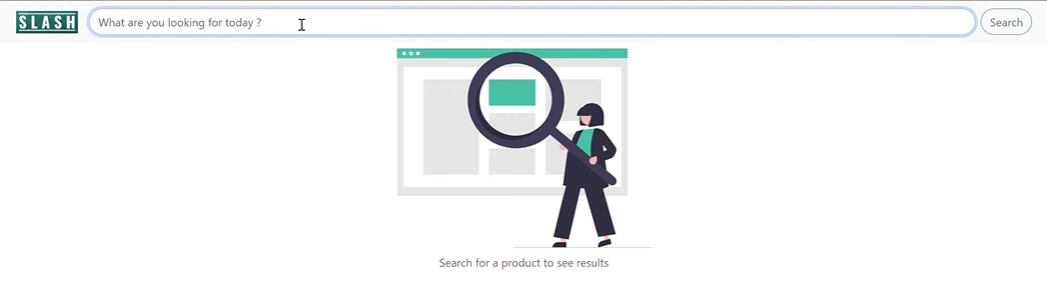 SLASH
What are you looking for today ?
Search
Search for a product to see results